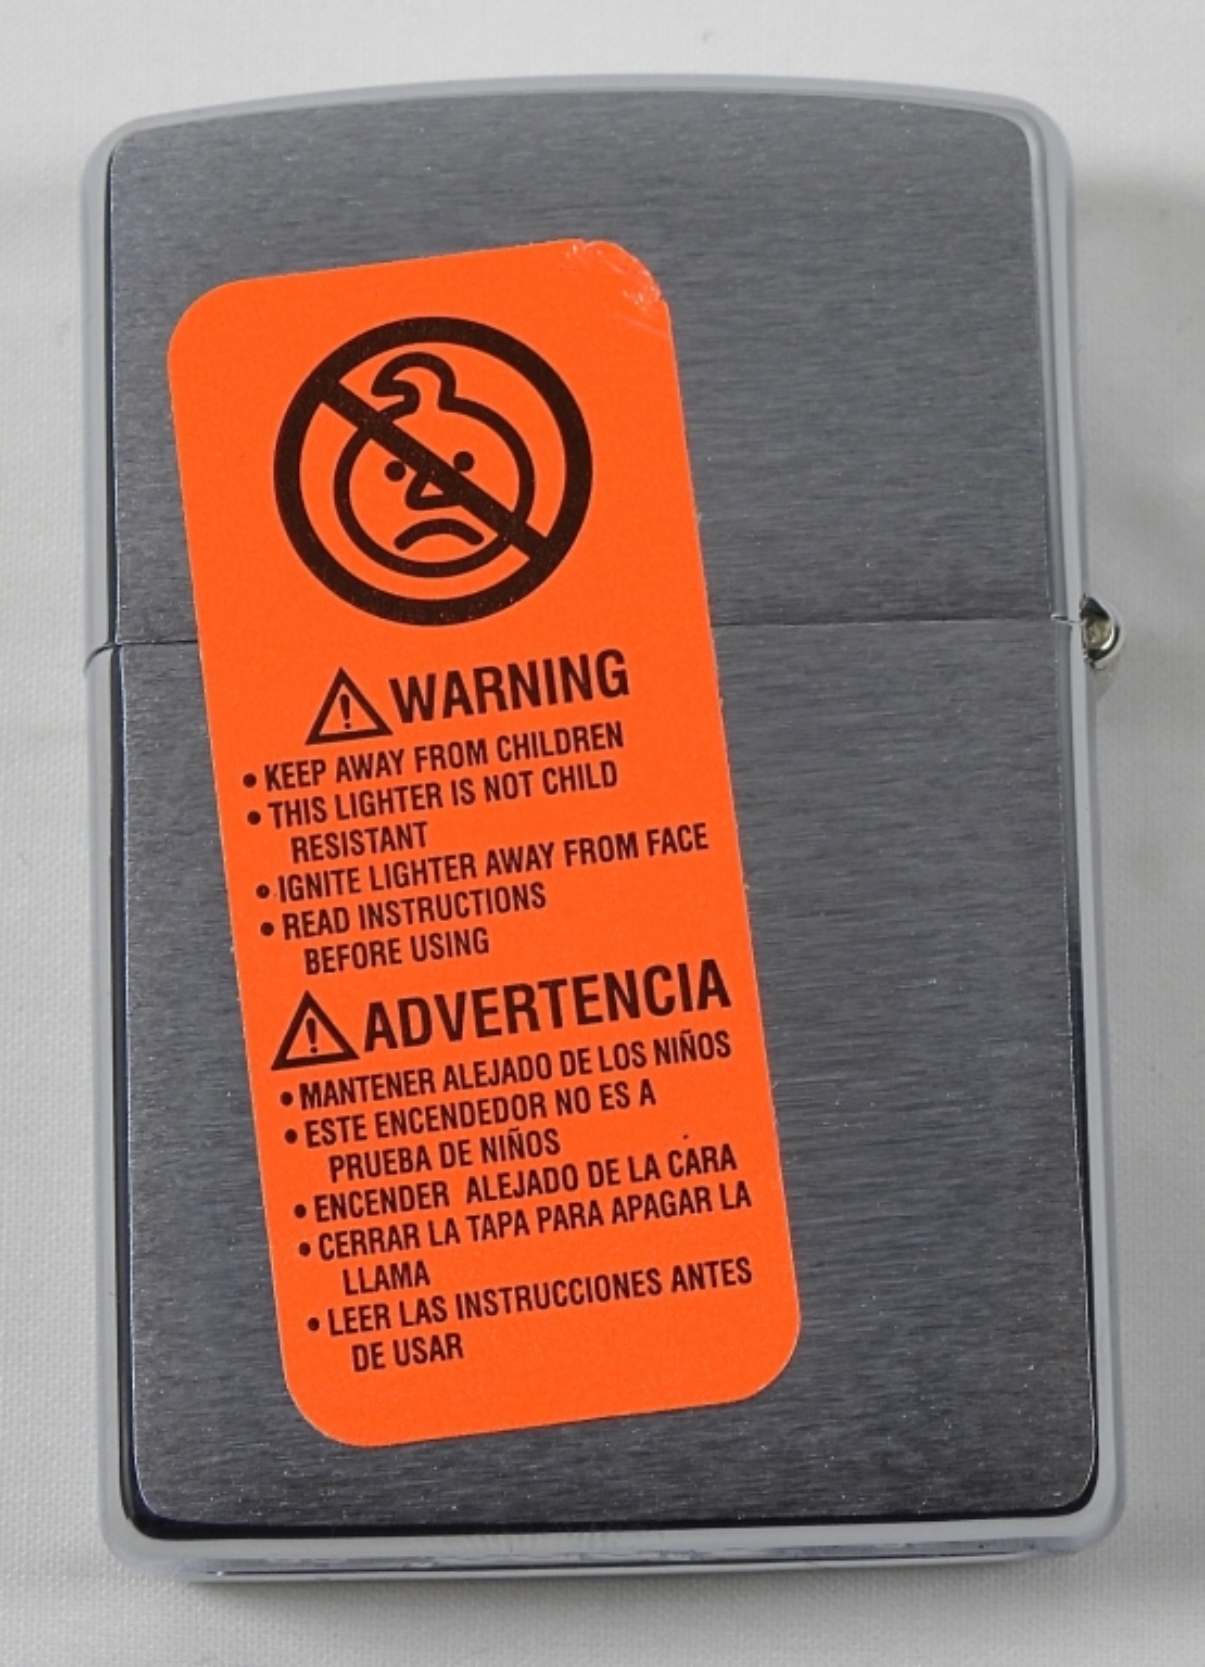 WARNING
• KEEP AWAY FROM CHILDREN
• THIS LIGHTER IS NOT CHILD
RESISTANT
• IGNITE LIGHTER AWAY FROM FACE
• READ INSTRUCTIONS
BEFORE USING
ADVERTENCIA
• MANTENER ALEJADO DE LOS NIÑOS
• ESTE ENCENDEDOR NO ES A
PRUEBA DE NIÑOS
• ENCENDER ALEJADO DE LA CARA
• CERRAR LA TAPA PARA APAGAR LA
LLAMA
• LEER LAS INSTRUCCIONES ANTES
DE USAR